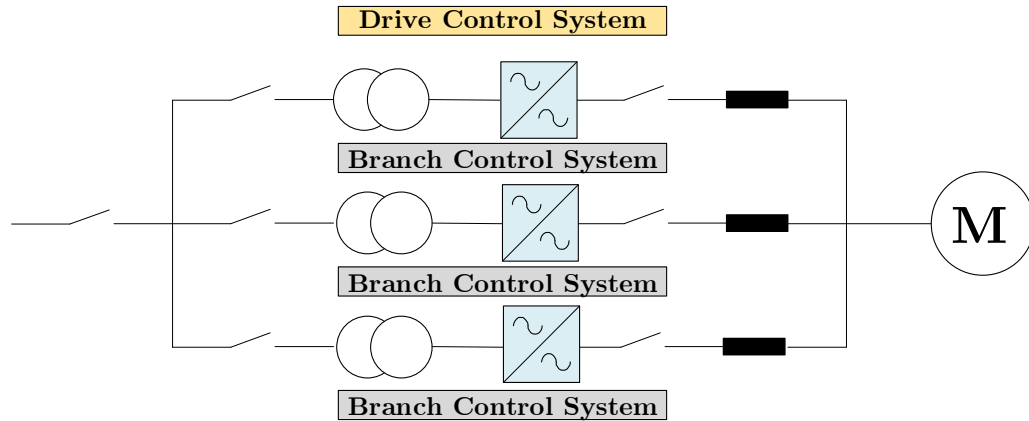 Drive Control System
Branch Control System
Branch Control System
M
Branch Control System